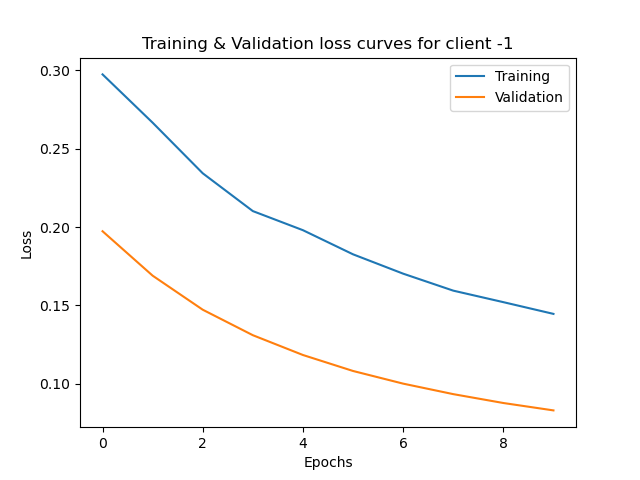 Training & Validation loss curves for client -1
Training
Validation
0.30
0.25
0.20
0.15
0.10
Loss
0 2 4 6 8
Epochs